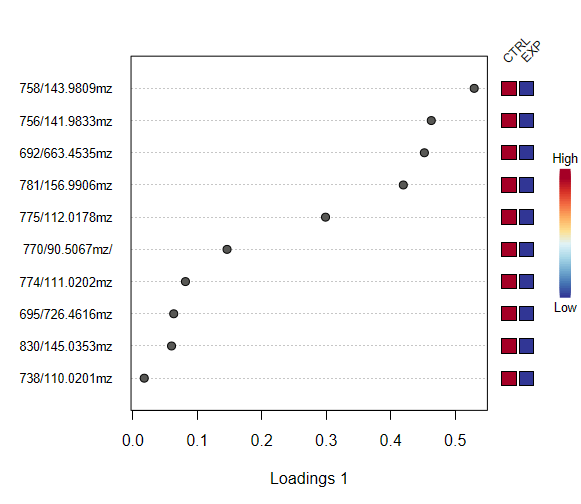 CTRL
EXP
758/143.9809mz
756/141.9833mz
692/663.4535mz
781/156.9906mz
775/112.0178mz
770/90.5067mz/
774/111.0202mz
695/726.4616mz
830/145.0353mz
738/110.0201mz
High
Low
0.0 0.1 0.2 0.3 0.4 0.5
Loadings 1